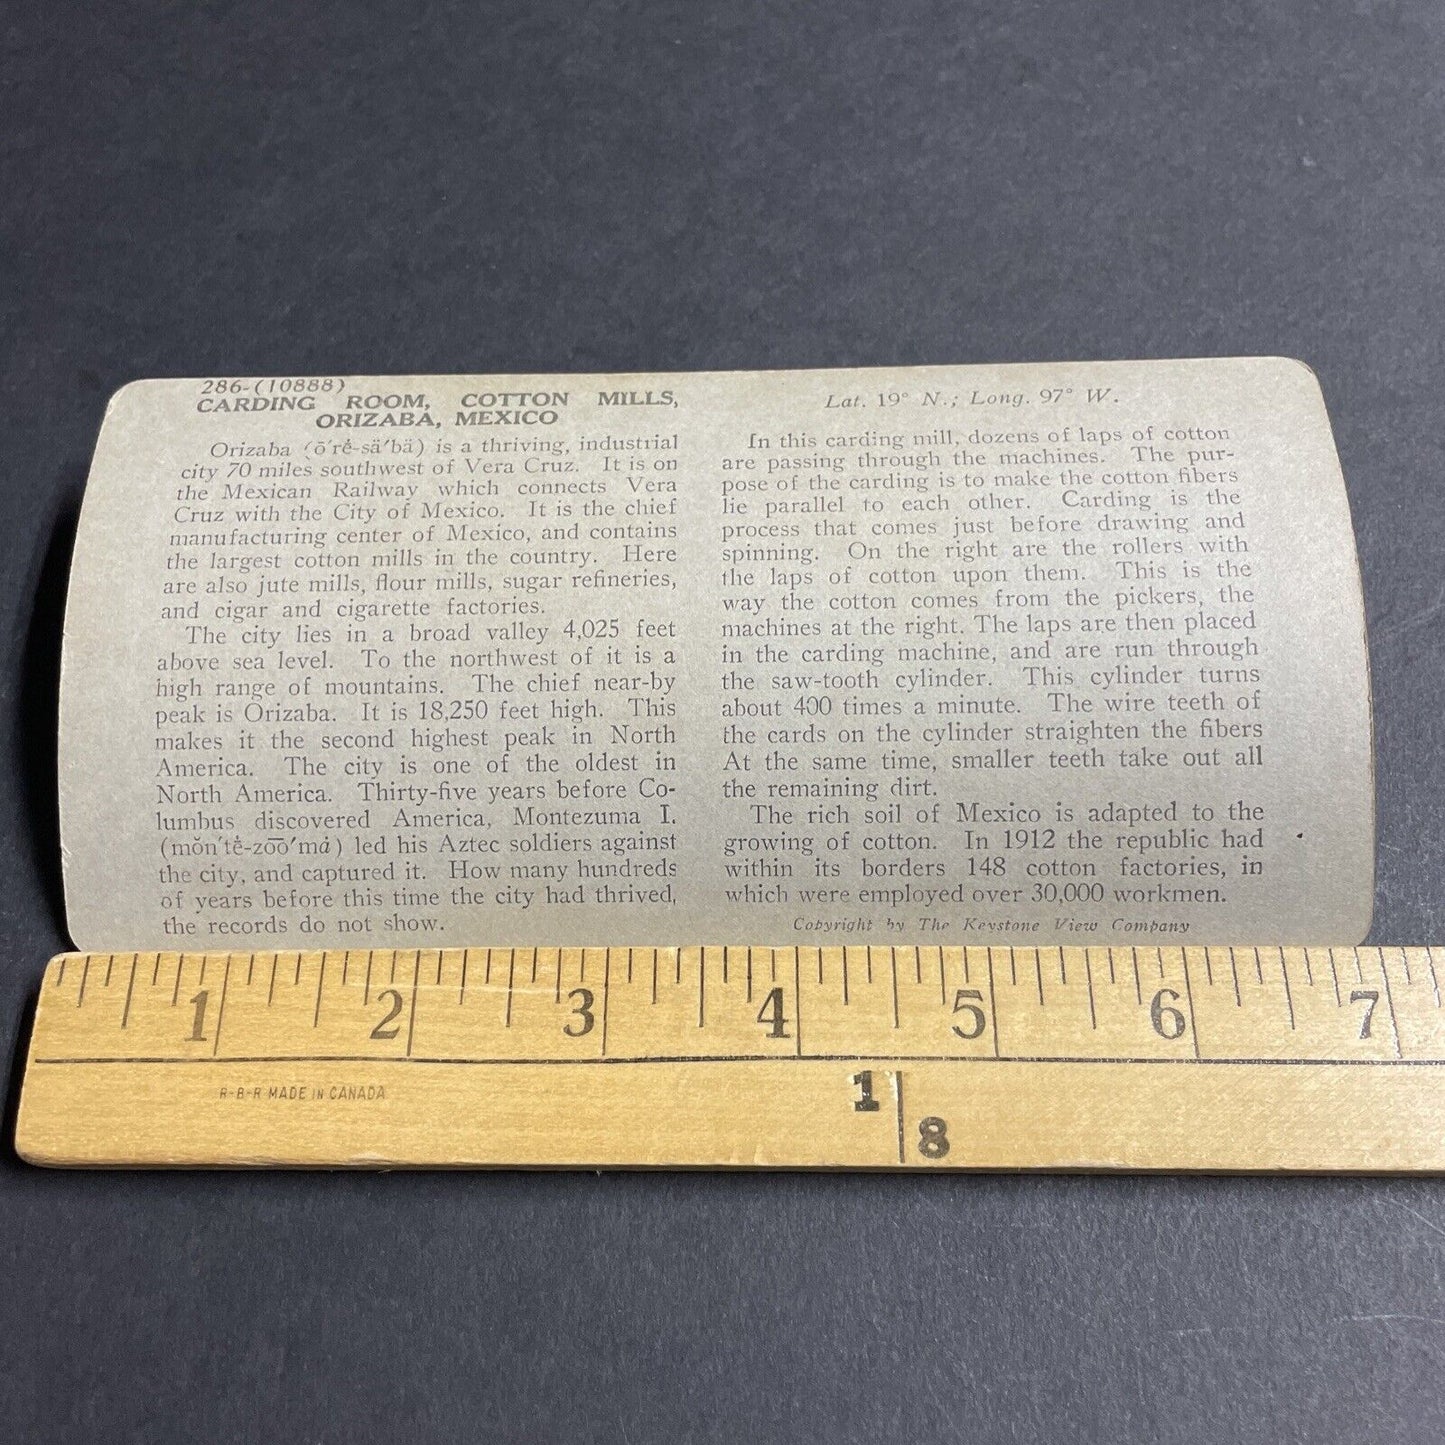 286-(10888)
CARDING ROOM, COTTON MILLS,
ORIZABA, MEXICO
Orizaba (ō´rḗ-sä´bä) is a thriving, industrial
city 70 miles southwest of Vera Cruz. It is on
the Mexican Railway which connects Vera
Cruz with the City of Mexico. It is the chief
manufacturing center of Mexico, and contains
the largest cotton mills in the country. Here
are also jute mills, flour mills, sugar refineries,
and cigar and cigarette factories.
The city lies in a broad valley 4,025 feet
above sea level. To the northwest of it is a
high range of mountains. The chief near-by
peak is Orizaba. It is 18,250 feet high. This
makes it the second highest peak in North
America. The city is one of the oldest in
North America. Thirty-five years before Co-
lumbus discovered America, Montezuma I.
(mŏn´tḗ-zo͞o´má) led his Aztec soldiers against
the city, and captured it. How many hundreds
of years before this time the city had thrived,
the records do not show.
Lat. 19° N.; Long. 97° W.
In this carding mill, dozens of laps of cotton
are passing through the machines. The pur-
pose of the carding is to make the cotton fibers
lie parallel to each other. Carding is the
process that comes just before drawing and
spinning. On the right are the rollers with
the laps of cotton upon them. This is the
way the cotton comes from the pickers, the
machines at the right. The laps are then placed
in the carding machine, and are run through
the saw-tooth cylinder. This cylinder turns
about 400 times a minute. The wire teeth of
the cards on the cylinder straighten the fibers
At the same time, smaller teeth take out all
the remaining dirt.
The rich soil of Mexico is adapted to the
growing of cotton. In 1912 the republic had
within its borders 148 cotton factories, in
which were employed over 30,000 workmen.
Copyright by The Keystone View Company
1 2 3 4 5 6 7
R-B-R MADE IN CANADA
1
8